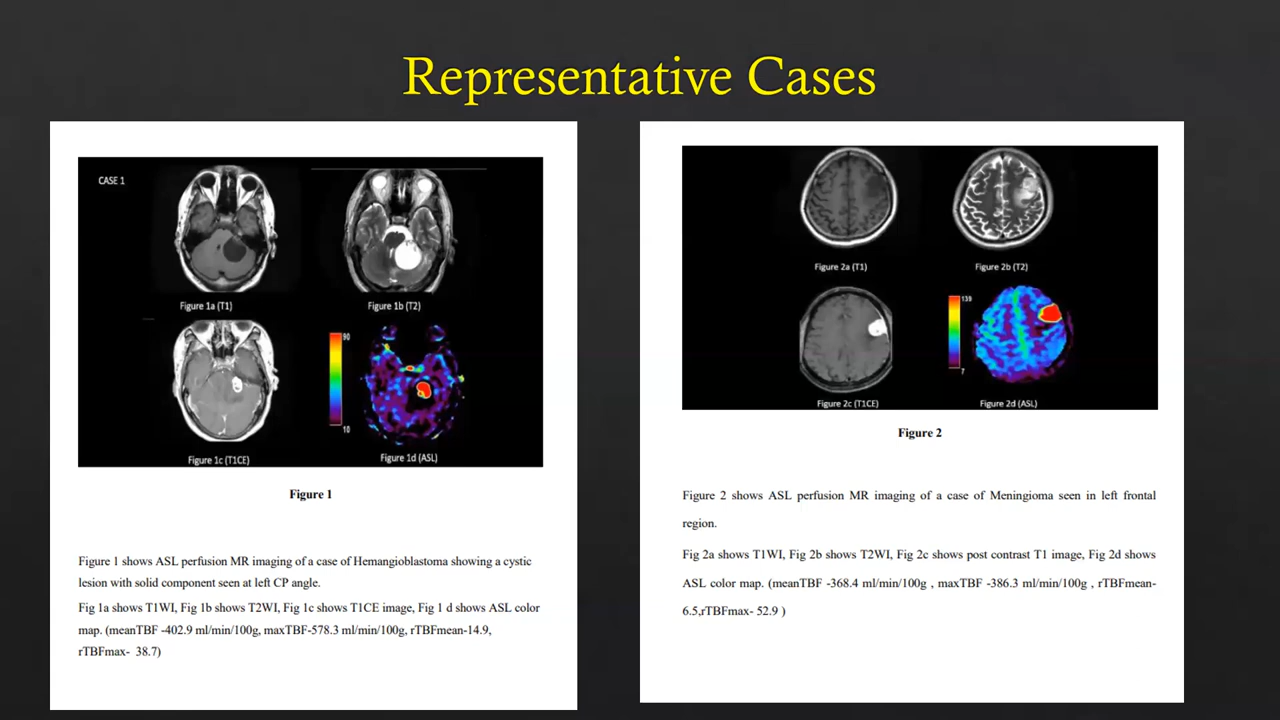 Representative Cases
CASE 1
Figure 1a (T1)
Figure 1b (T2)
90
10
Figure 1c (T1CE)
Figure 1d (ASL)
Figure 1
Figure 1 shows ASL perfusion MR imaging of a case of Hemangioblastoma showing a cystic
lesion with solid component seen at left CP angle.
Fig 1a shows T1WI, Fig 1b shows T2WI, Fig 1c shows T1CE image, Fig 1 d shows ASL color
map. (meanTBF -402.9 ml/min/100g, maxTBF-578.3 ml/min/100g, rTBFmean-14.9,
rTBFmax- 38.7)
Figure 2a (T1)
Figure 2b (T2)
139
7
Figure 2c (T1CE)
Figure 2d (ASL)
Figure 2
Figure 2 shows ASL perfusion MR imaging of a case of Meningioma seen in left frontal
region.
Fig 2a shows T1WI, Fig 2b shows T2WI, Fig 2c shows post contrast T1 image, Fig 2d shows
ASL color map. (meanTBF -368.4 ml/min/100g , maxTBF -386.3 ml/min/100g , rTBFmean-
6.5,rTBFmax- 52.9 )